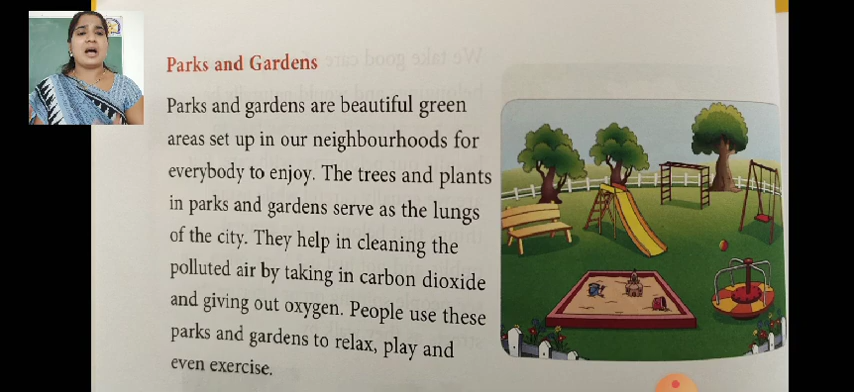 Parks and Gardens
Parks and gardens are beautiful green
areas set up in our neighbourhoods for
everybody to enjoy. The trees and plants
in parks and gardens serve as the lungs
of the city. They help in cleaning the
polluted air by taking in carbon dioxide
and giving out oxygen. People use these
parks and gardens to relax, play and
even exercise.